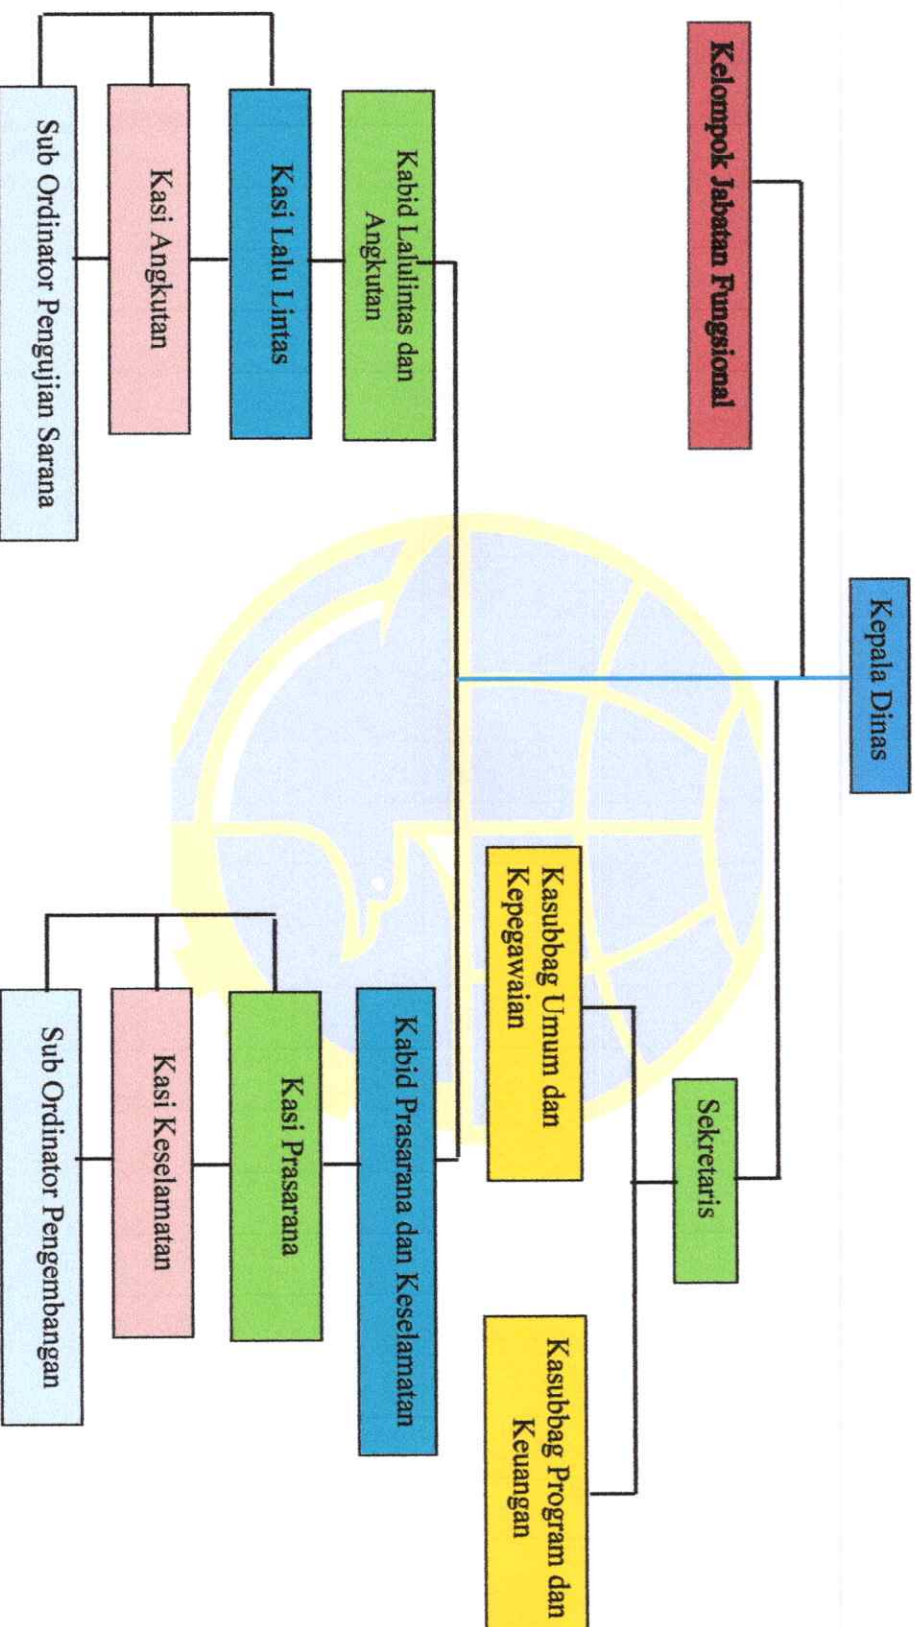 Kepala Dinas
Kelompok Jabatan Fungsional
Sekretaris
Kasubbag Umum dan
Kepegawaian
Kasubbag Program dan
Keuangan
Kabid Lalulintas dan
Angkutan
Kabid Prasarana dan Keselamatan
Kasi Lalu Lintas
Kasi Prasarana
Kasi Angkutan
Kasi Keselamatan
Sub Ordinator Pengujian Sarana
Sub Ordinator Pengembangan